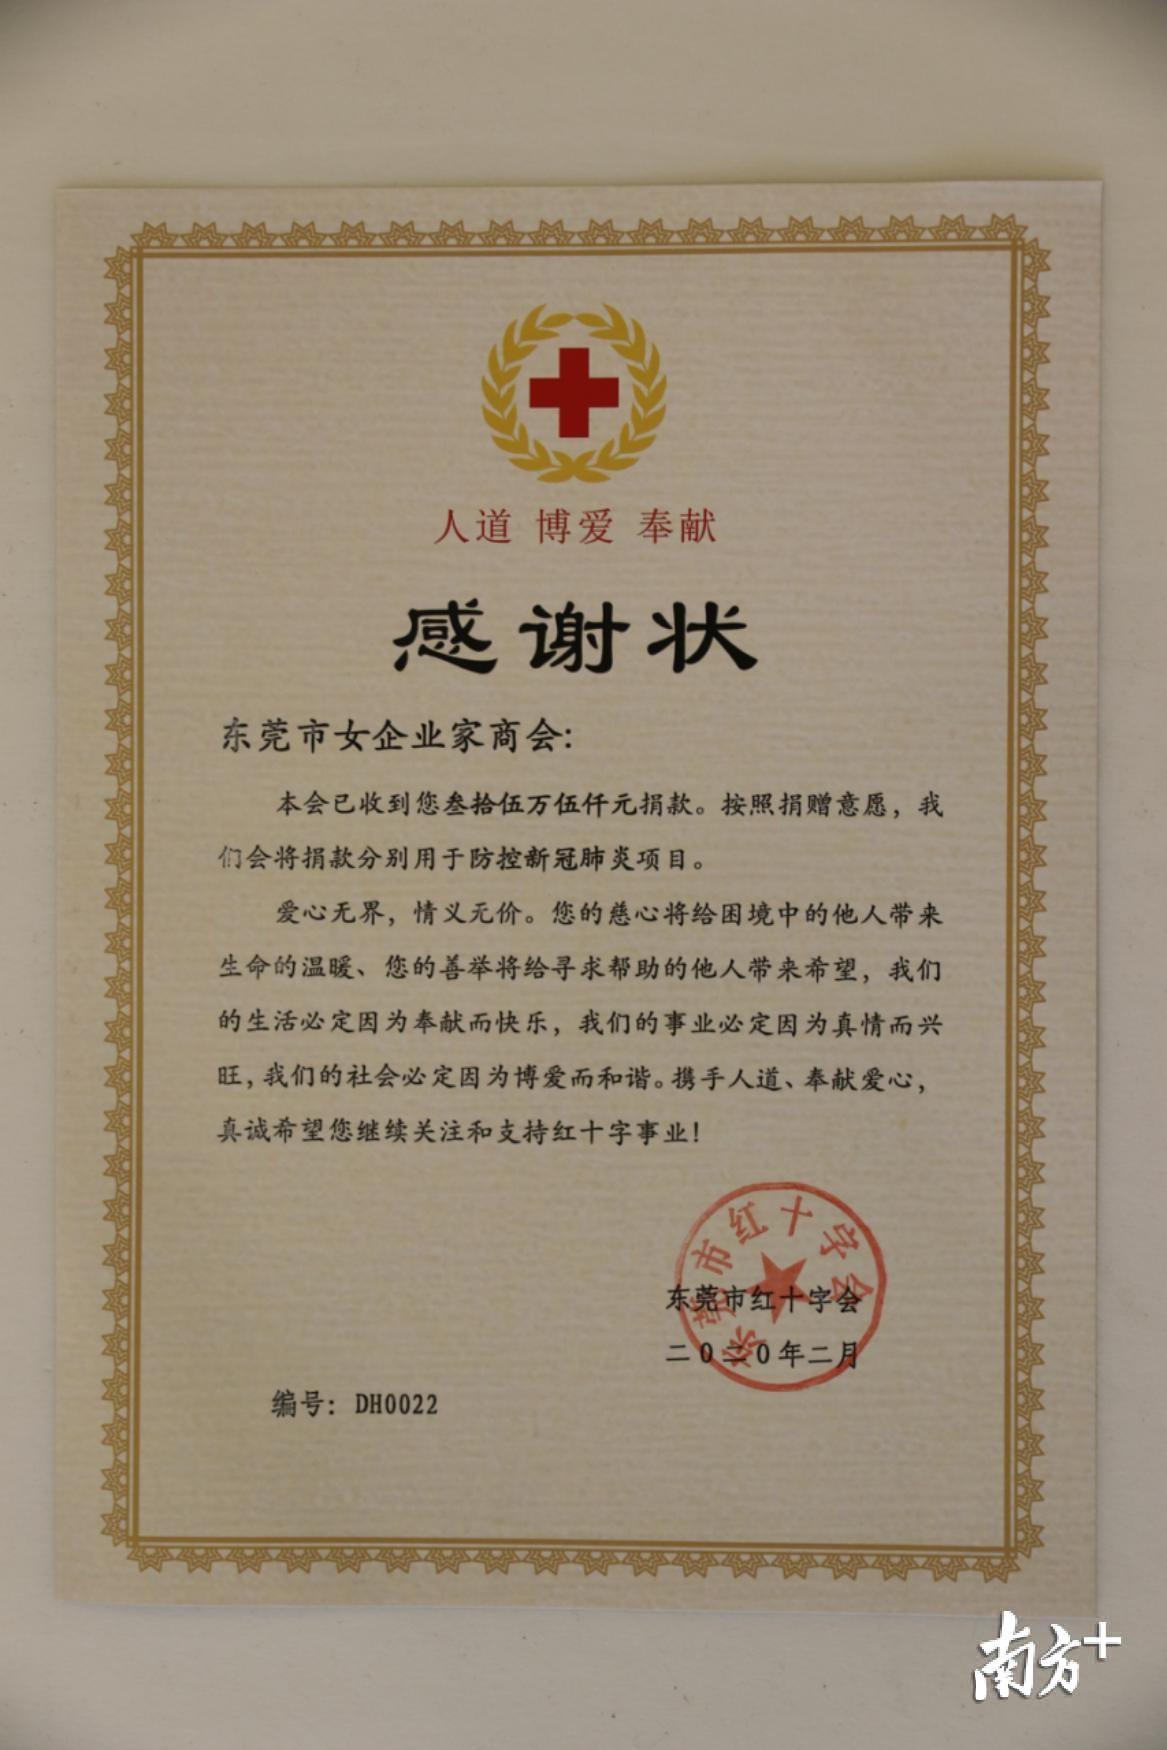 人道 博爱 奉献
感谢状
东莞市女企业家商会：
本会已收到您叁拾伍万伍仟元捐款。按照捐赠意愿，我
们会将捐款分别用于防控新冠肺炎项目。
爱心无界，情义无价。您的慈心将给困境中的他人带来
生命的温暖、您的善举将给寻求帮助的他人带来希望，我们
的生活必定因为奉献而快乐，我们的事业必定因为真情而兴
旺，我们的社会必定因为博爱而和谐。携手人道、奉献爱心，
真诚希望您继续关注和支持红十字事业！
东莞市红十字会
东莞市红十字会
二0二0年二月
编号：DH0022
南方+